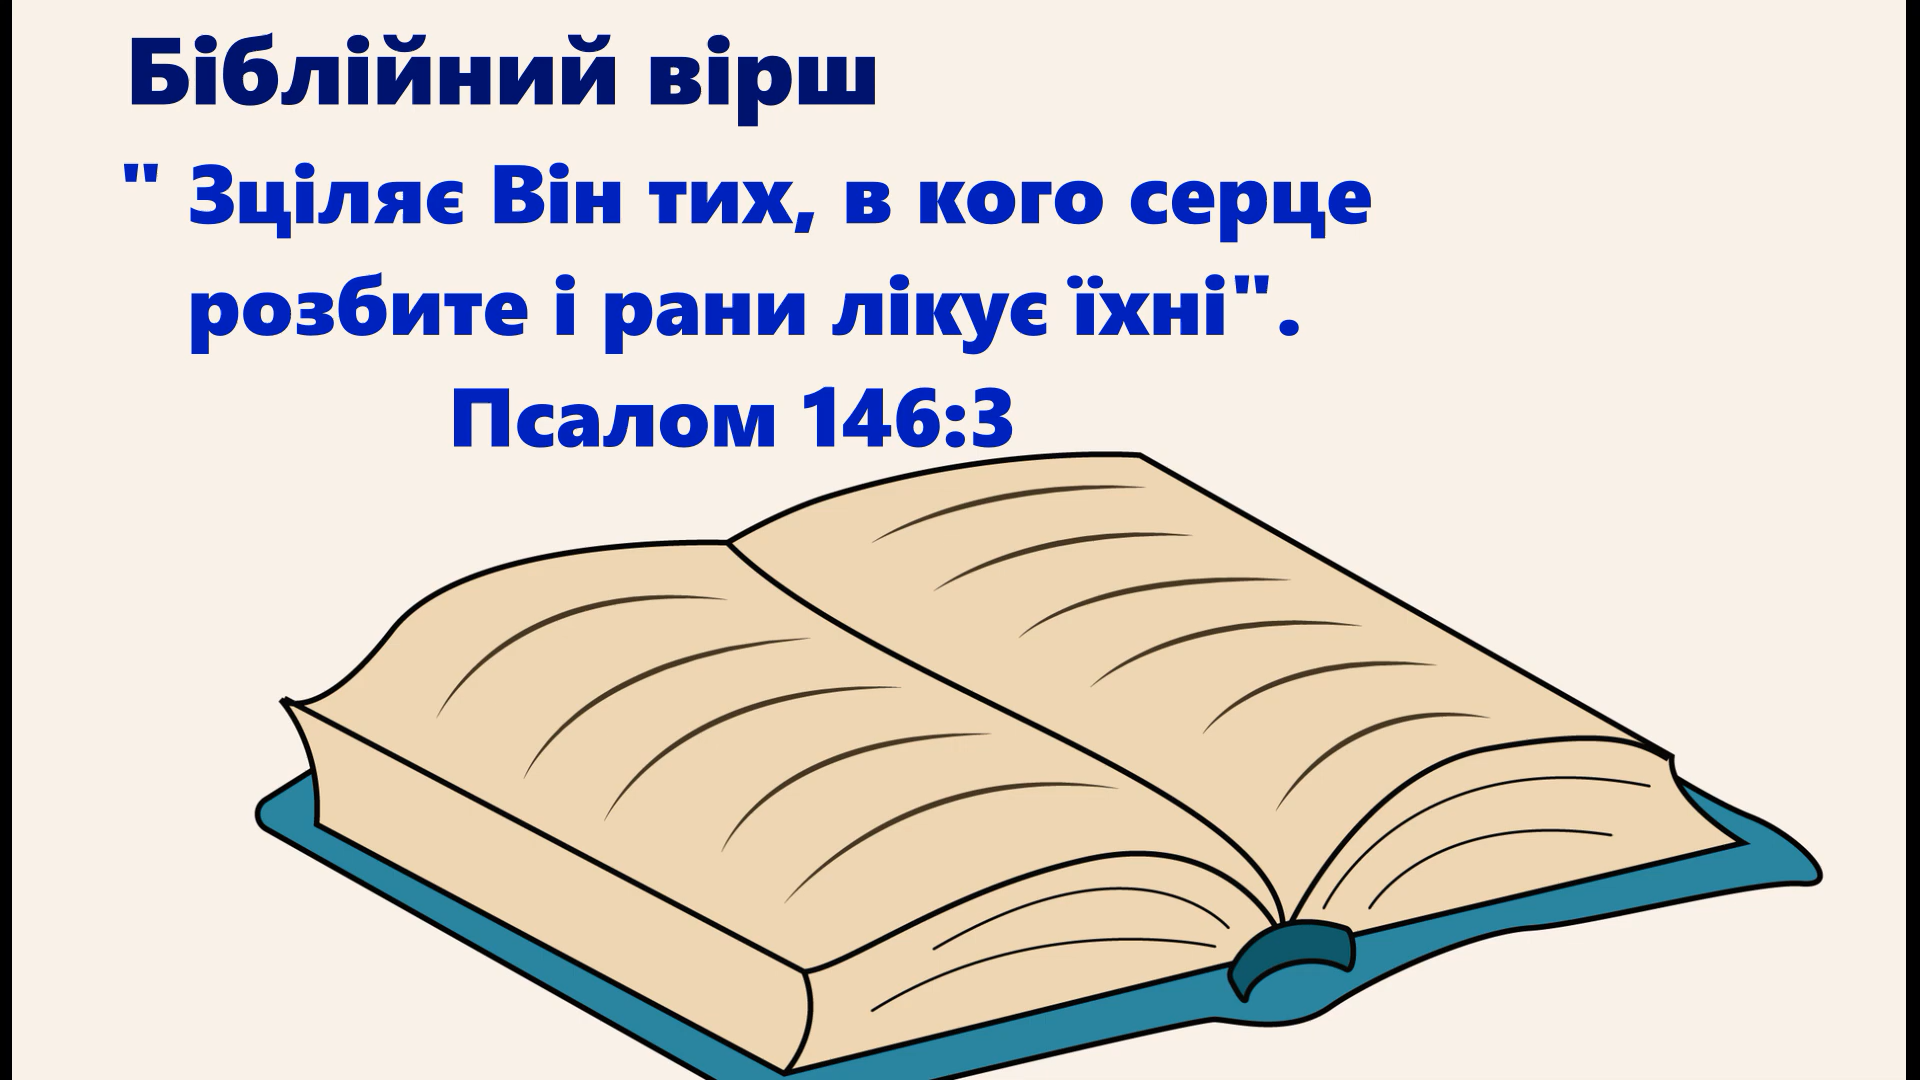 Біблійний вірш
" Зціляє Він тих, в кого серце
розбите і рани лікує їхні".
Псалом 146:3